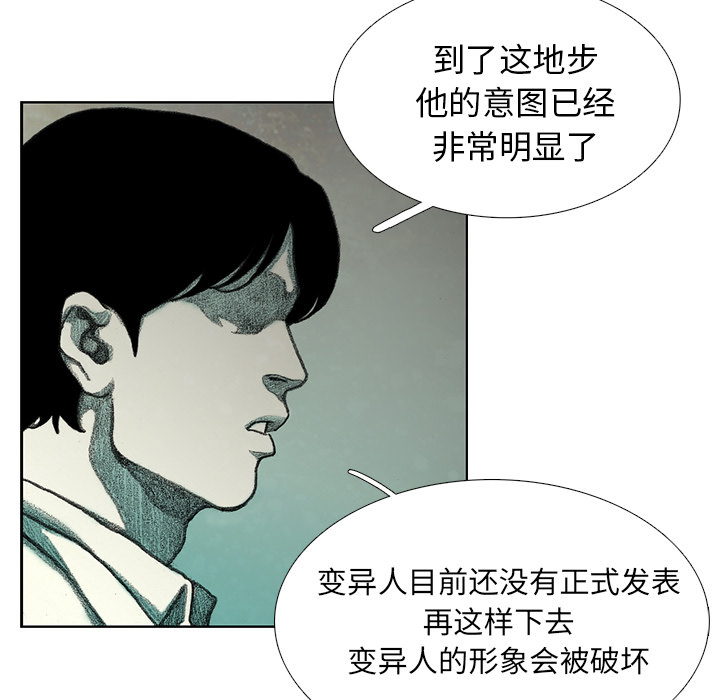 到了这地步
他的意图已经
非常明显了
变异人目前还没有正式发表
再这样下去
变异人的形象会被破坏